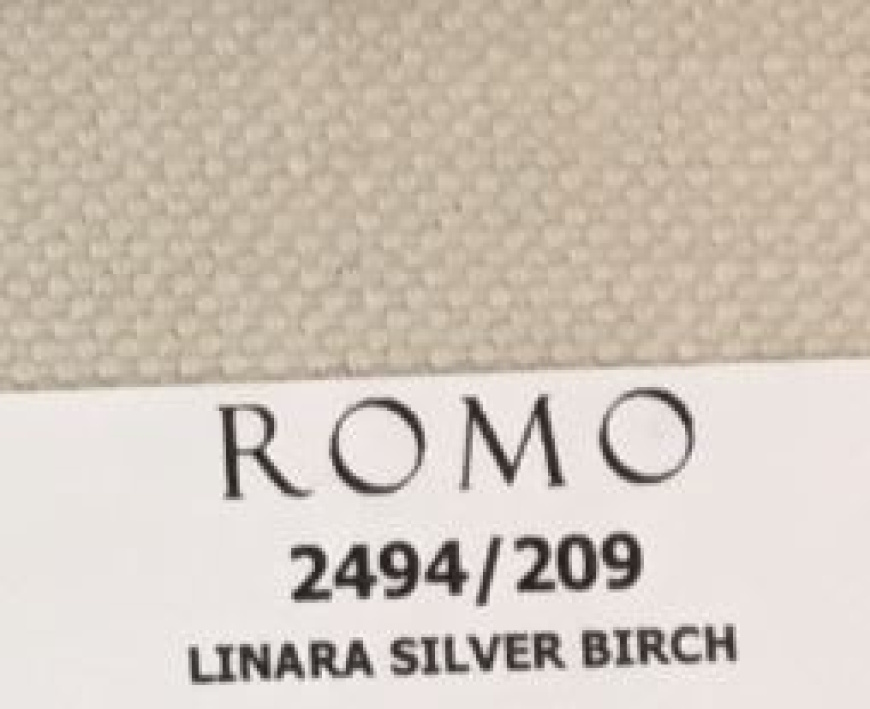 ROMO
2494/209
LINARA SILVER BIRCH